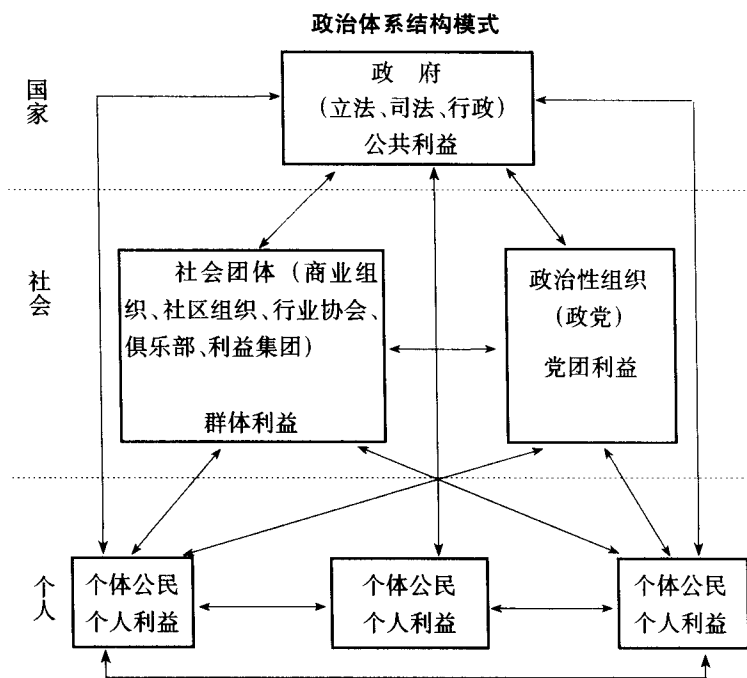 政治体系结构模式
国家
政 府
(立法、司法、行政)
公共利益
社会
社会团体(商业组
织、社区组织、行业协会、
俱乐部、利益集团)
群体利益
政治性组织
(政党)
党团利益
个人
个体公民
个人利益
个体公民
个人利益
个体公民
个人利益